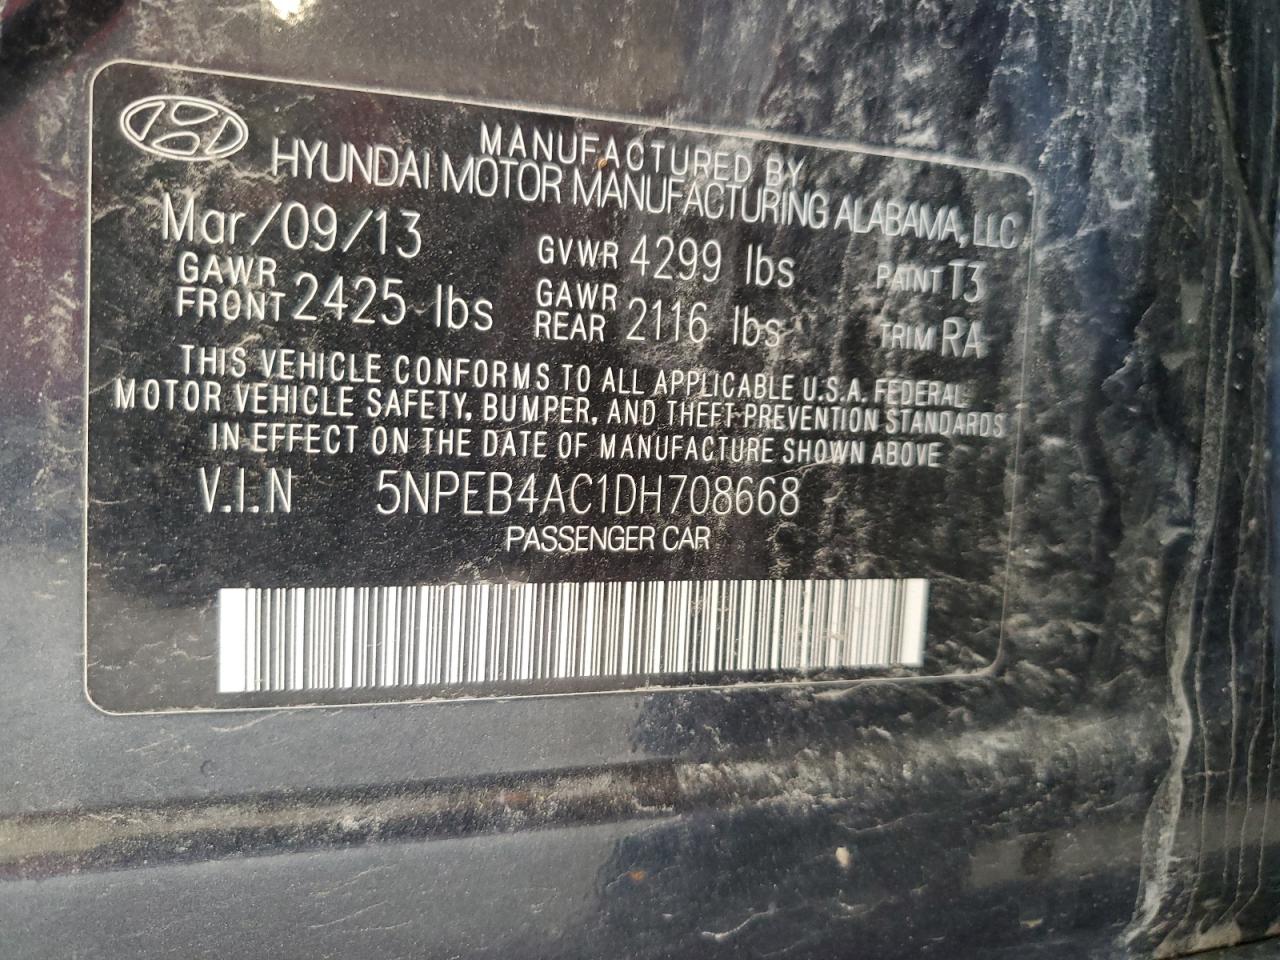 MANUFACTURED BY
HYUNDAI MOTOR MANUFACTURING ALABAMA, LLC
Mar/09/13 GVWR 4299 lbs PAINT T3
GAWR FRONT 2425 lbs GAWR REAR 2116 lbs TRIM RA
THIS VEHICLE CONFORMS TO ALL APPLICABLE U.S.A. FEDERAL
MOTOR VEHICLE SAFETY, BUMPER, AND THEFT PREVENTION STANDARDS
IN EFFECT ON THE DATE OF MANUFACTURE SHOWN ABOVE
V.I.N 5NPEB4AC1DH708668
PASSENGER CAR